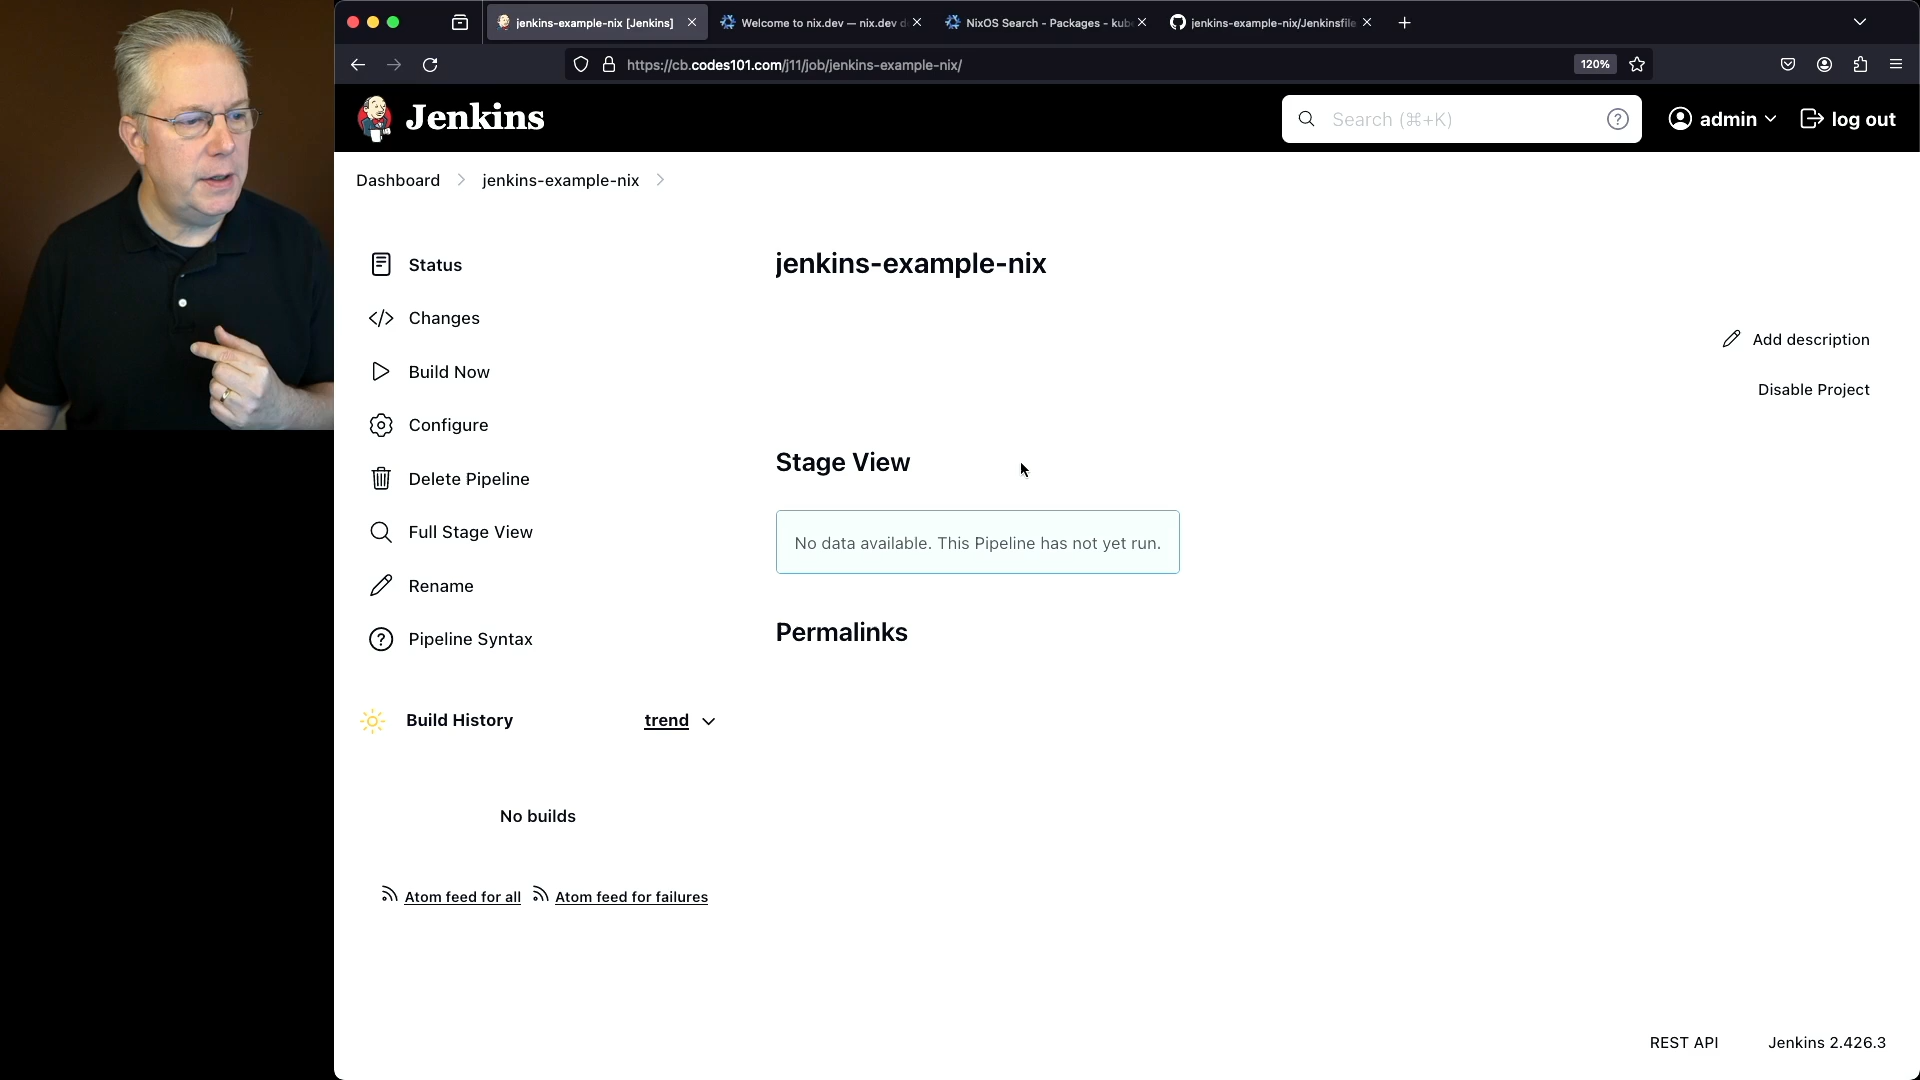 jenkins-example-nix [Jenkins]
Welcome to nix.dev — nix.dev d
NixOS Search - Packages - kub
jenkins-example-nix/Jenkinsfile
https://cb.codes101.com/j11/job/jenkins-example-nix/
120%
Jenkins
Search (⌘+K)
admin
log out
Dashboard
jenkins-example-nix
Status
Changes
Build Now
Configure
Delete Pipeline
Full Stage View
Rename
Pipeline Syntax
Build History
trend
No builds
Atom feed for all
Atom feed for failures
jenkins-example-nix
Add description
Disable Project
Stage View
No data available. This Pipeline has not yet run.
Permalinks
REST API
Jenkins 2.426.3